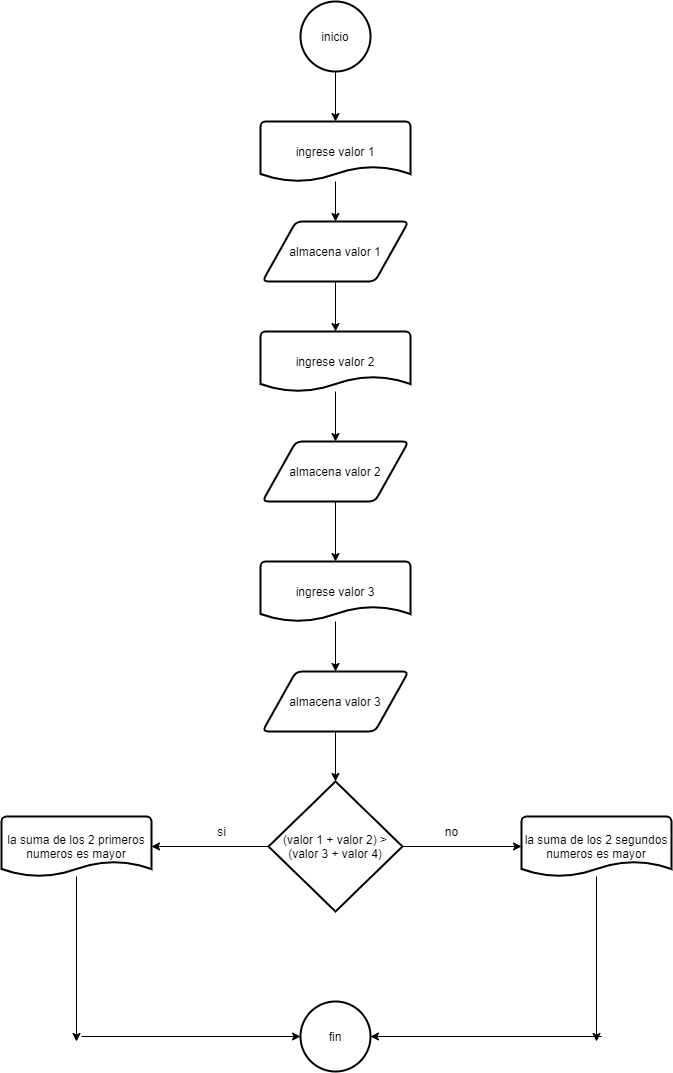 inicio
ingrese valor 1
almacena valor 1
ingrese valor 2
almacena valor 2
ingrese valor 3
almacena valor 3
si
no
la suma de los 2 primeros
numeros es mayor
(valor 1 + valor 2) >
(valor 3 + valor 4)
la suma de los 2 segundos
numeros es mayor
fin